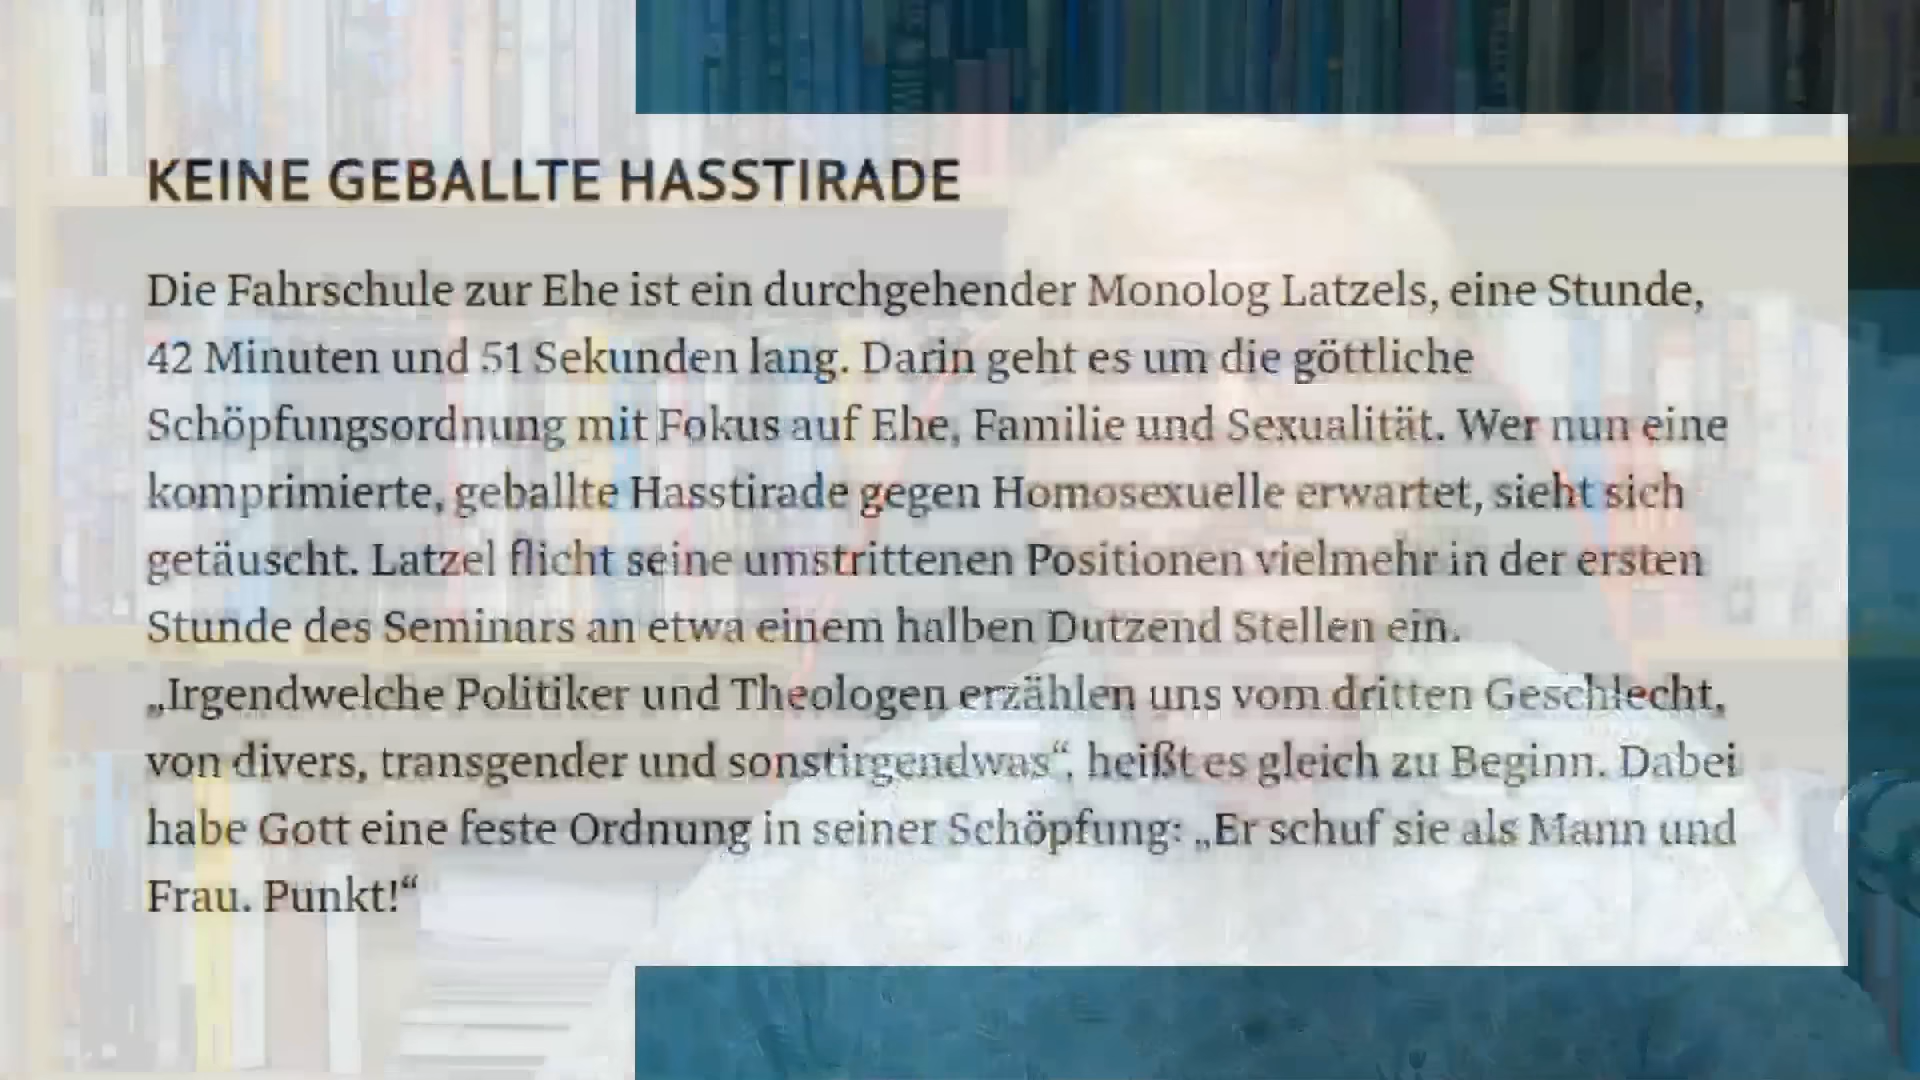 KEINE GEBALLTE HASSTIRADE
Die Fahrschule zur Ehe ist ein durchgehender Monolog Latzels, eine Stunde,
42 Minuten und 51 Sekunden lang. Darin geht es um die göttliche
Schöpfungsordnung mit Fokus auf Ehe, Familie und Sexualität. Wer nun eine
komprimierte, geballte Hasstirade gegen Homosexuelle erwartet, sieht sich
getäuscht. Latzel flicht seine umstrittenen Positionen vielmehr in der ersten
Stunde des Seminars an etwa einem halben Dutzend Stellen ein.
„Irgendwelche Politiker und Theologen erzählen uns vom dritten Geschlecht,
von divers, transgender und sonstirgendwas“, heißt es gleich zu Beginn. Dabei
habe Gott eine feste Ordnung in seiner Schöpfung: „Er schuf sie als Mann und
Frau. Punkt!“